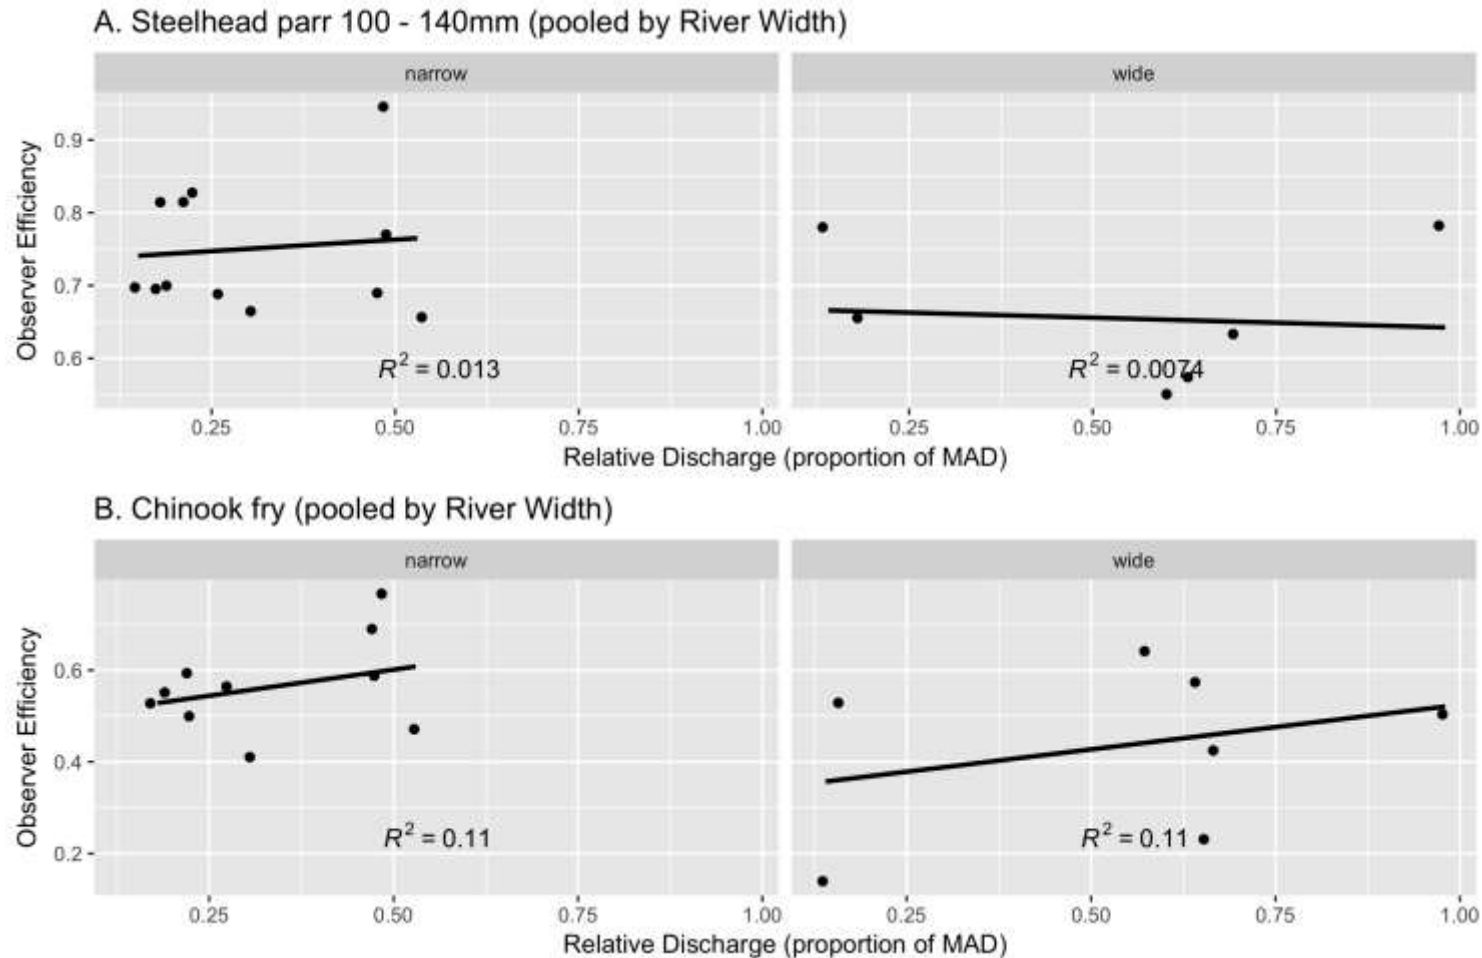 A. Steelhead parr 100 - 140mm (pooled by River Width)
narrow
wide
Observer Efficiency
0.9
0.8
0.7
0.6
R² = 0.013
R² = 0.0074
0.25 0.50 0.75 1.00 0.25 0.50 0.75 1.00
Relative Discharge (proportion of MAD)
B. Chinook fry (pooled by River Width)
narrow
wide
Observer Efficiency
0.6
0.4
0.2
R² = 0.11
R² = 0.11
0.25 0.50 0.75 1.00 0.25 0.50 0.75 1.00
Relative Discharge (proportion of MAD)